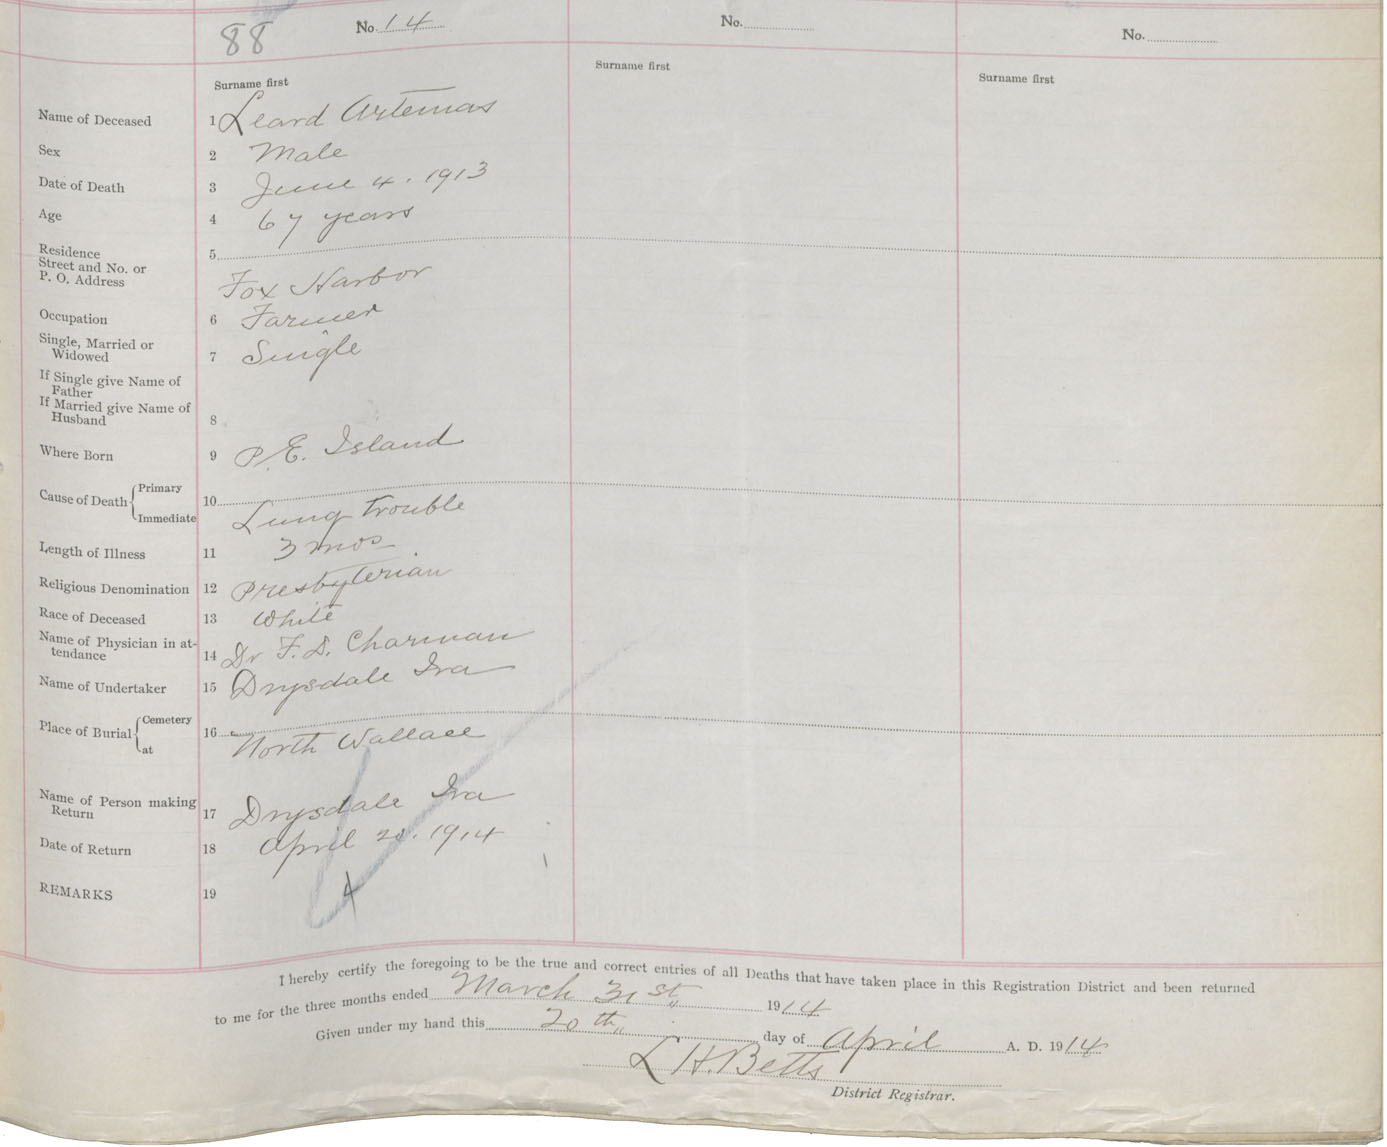 88
No. 14
No.
No.
Surname first
Surname first
Surname first
Name of Deceased 1 Leard Artemas
Sex 2 Male
Date of Death 3 June 4. 1913
Age 4 67 years
Residence
Street and No. or
P. O. Address
5
Fox Harbor
Occupation 6 Farmer
Single, Married or
Widowed 7 Single
If Single give Name of
Father
If Married give Name of
Husband 8
Where Born 9 P. E. Island
Cause of Death Primary
Immediate
10
Lung trouble
Length of Illness 11 3 mos
Religious Denomination 12 Presbyterian
Race of Deceased 13 White
Name of Physician in at-
tendance 14 Dr F. S. Charman
Name of Undertaker 15 Drysdale Ira
Place of Burial Cemetery
at
16
North Wallace
Name of Person making
Return 17 Drysdale Ira
Date of Return 18 April 20. 1914
REMARKS 19
I hereby certify the foregoing to be the true and correct entries of all Deaths that have taken place in this Registration District and been returned
to me for the three months ended March 31st, 1914
Given under my hand this 20th, day of April A. D. 1914
L H. Betts
District Registrar.